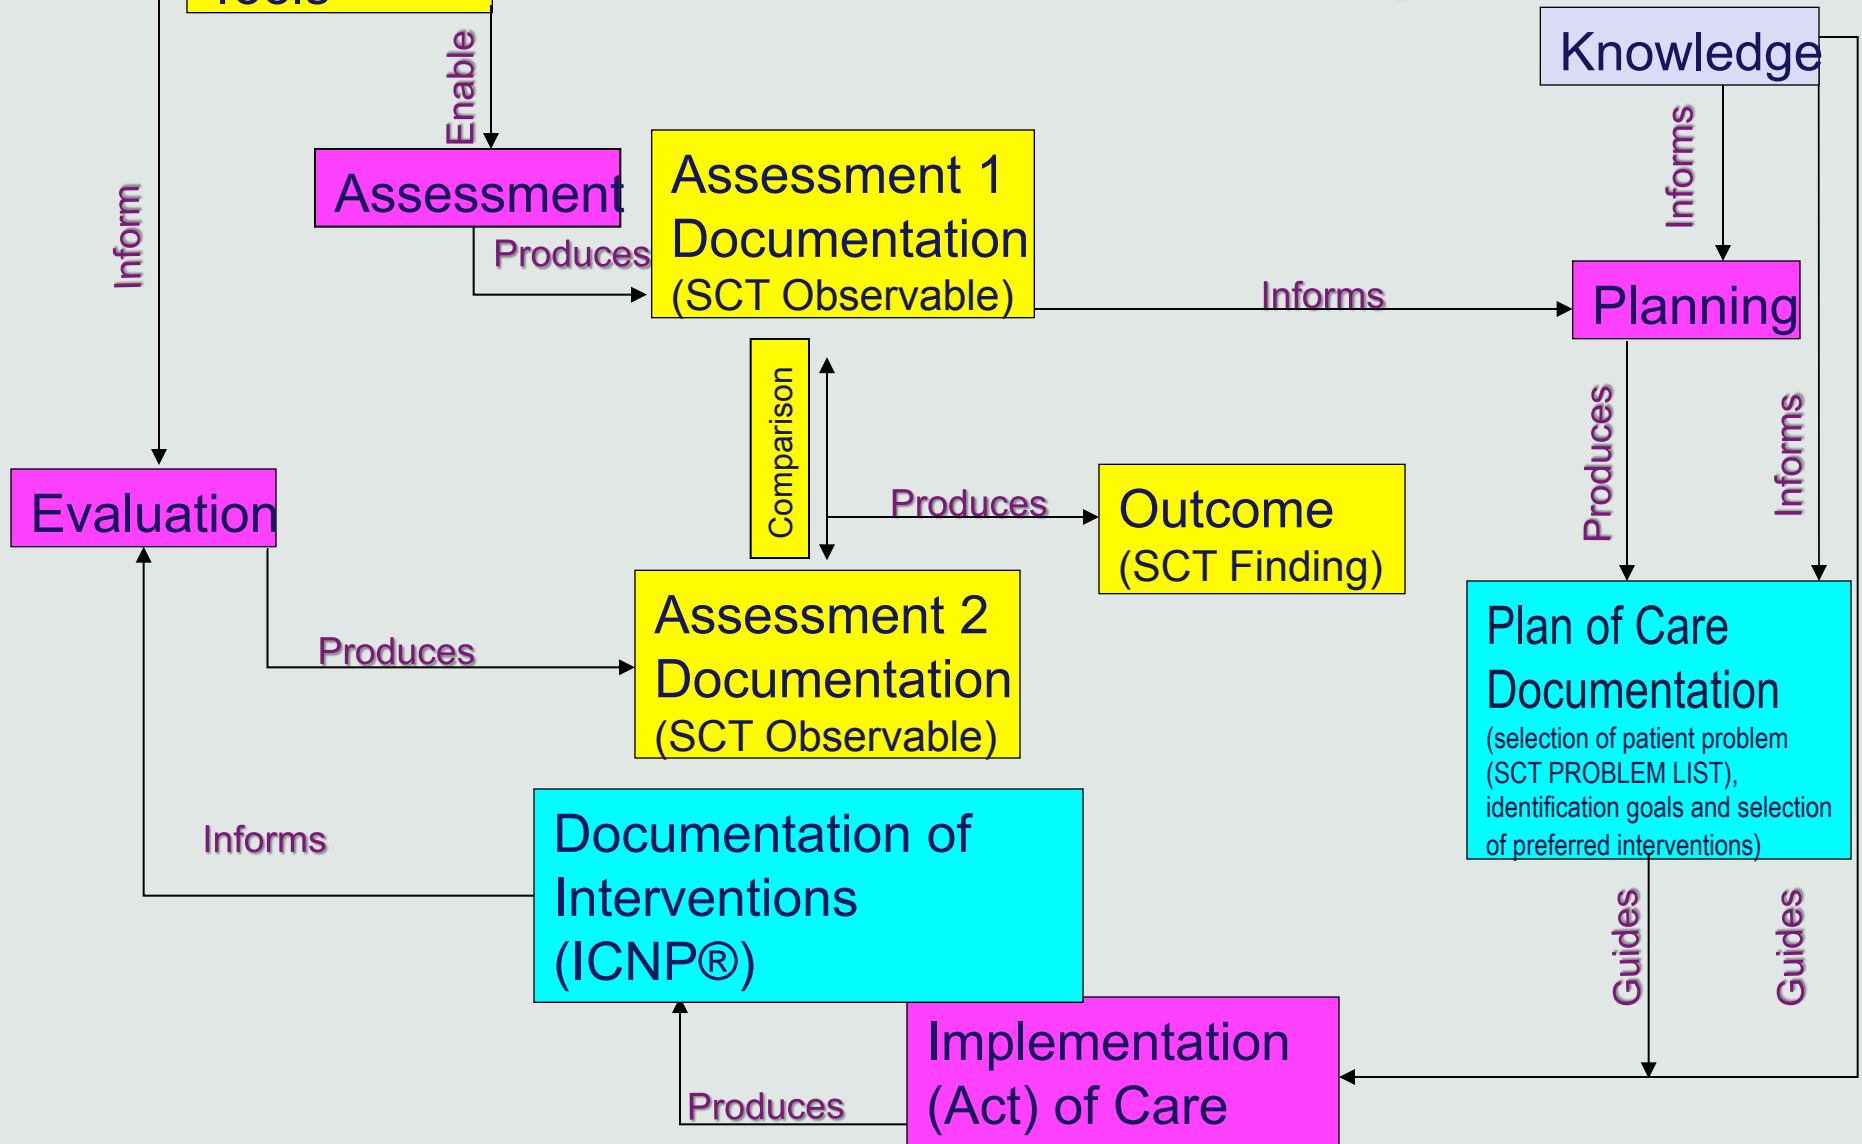 Knowledge
Enable
Assessment
Assessment 1
Documentation
(SCT Observable)
Informs
Inform
Produces
Informs
Planning
Comparison
Produces
Informs
Evaluation
Produces
Outcome
(SCT Finding)
Assessment 2
Documentation
(SCT Observable)
Produces
Plan of Care
Documentation
(selection of patient problem
(SCT PROBLEM LIST),
identification goals and selection
of preferred interventions)
Informs
Documentation of
Interventions
(ICNP®)
Guides
Guides
Implementation
(Act) of Care
Produces